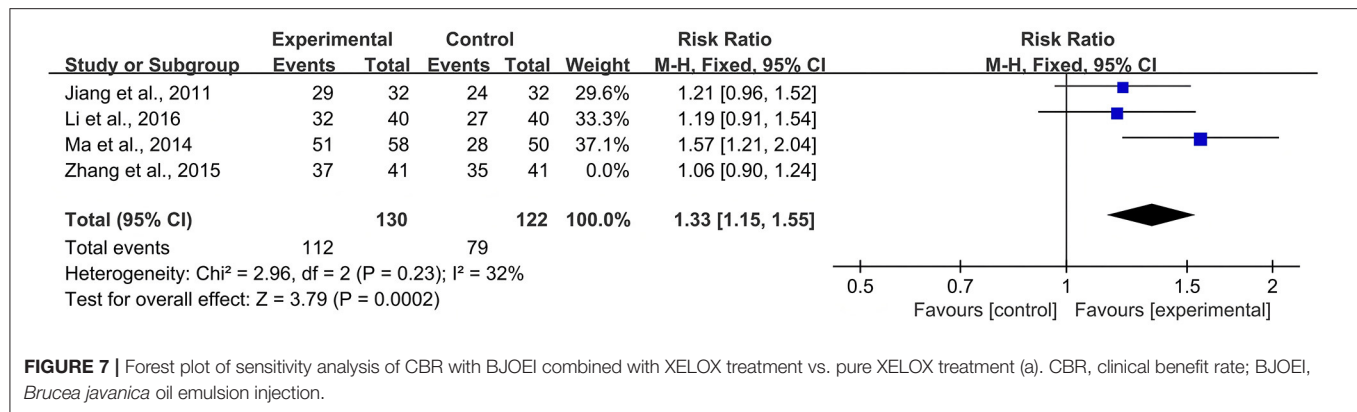 Experimental Control Risk Ratio Risk Ratio
Study or Subgroup Events Total Events Total Weight M-H, Fixed, 95% CI M-H, Fixed, 95% CI
Jiang et al., 2011 29 32 24 32 29.6% 1.21 [0.96, 1.52]
Li et al., 2016 32 40 27 40 33.3% 1.19 [0.91, 1.54]
Ma et al., 2014 51 58 28 50 37.1% 1.57 [1.21, 2.04]
Zhang et al., 2015 37 41 35 41 0.0% 1.06 [0.90, 1.24]
Total (95% CI) 130 122 100.0% 1.33 [1.15, 1.55]
Total events 112 79
Heterogeneity: Chi² = 2.96, df = 2 (P = 0.23); I² = 32%
Test for overall effect: Z = 3.79 (P = 0.0002)
0.5 0.7 1 1.5 2
Favours [control] Favours [experimental]
FIGURE 7 | Forest plot of sensitivity analysis of CBR with BJOEI combined with XELOX treatment vs. pure XELOX treatment (a). CBR, clinical benefit rate; BJOEI,
Brucea javanica oil emulsion injection.